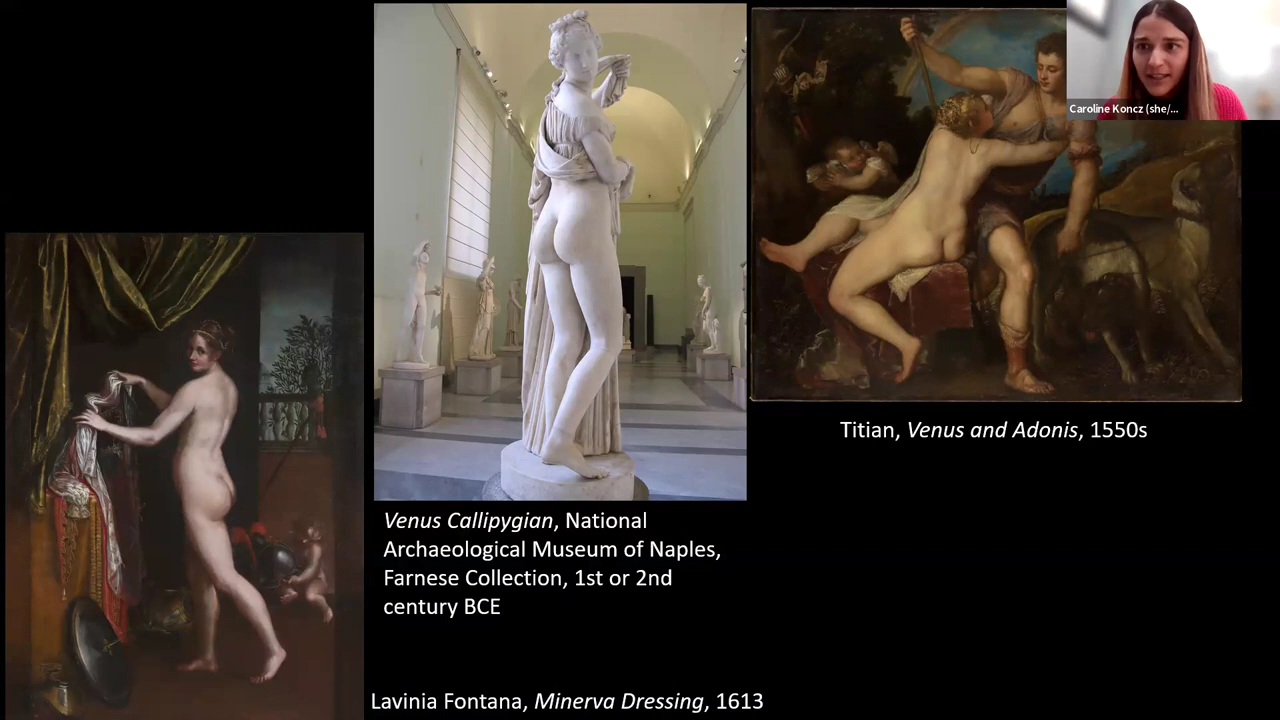 Caroline Koncz (she/...
Titian, Venus and Adonis, 1550s
Venus Callipygian, National
Archaeological Museum of Naples,
Farnese Collection, 1st or 2nd
century BCE
Lavinia Fontana, Minerva Dressing, 1613